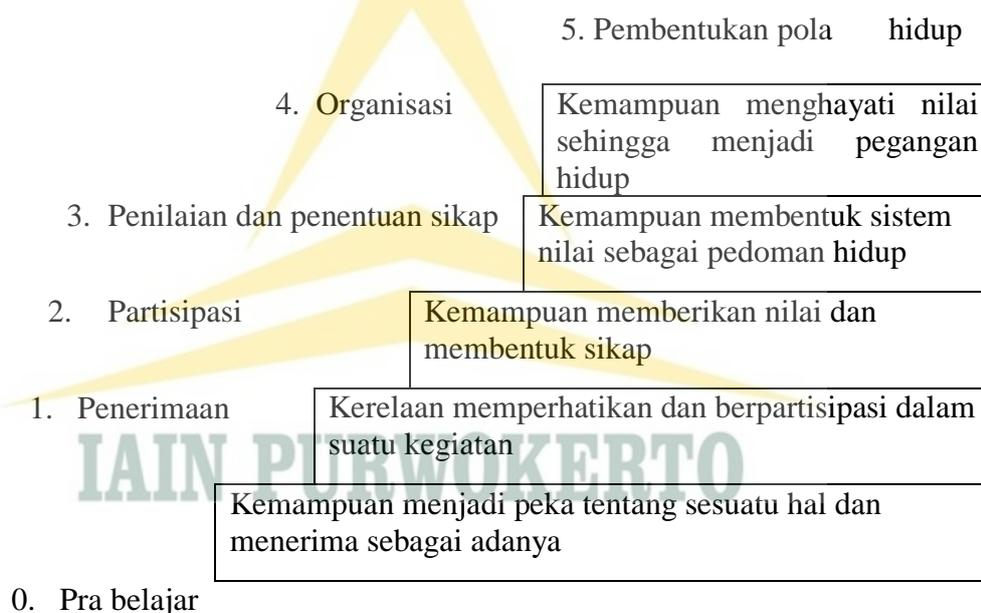 5. Pembentukan pola hidup
4. Organisasi
Kemampuan menghayati nilai
sehingga menjadi pegangan
hidup
3. Penilaian dan penentuan sikap
Kemampuan membentuk sistem
nilai sebagai pedoman hidup
2. Partisipasi
Kemampuan memberikan nilai dan
membentuk sikap
1. Penerimaan
Kerelaan memperhatikan dan berpartisipasi dalam
suatu kegiatan
IAIN PURWOKERTO
Kemampuan menjadi peka tentang sesuatu hal dan
menerima sebagai adanya
0. Pra belajar